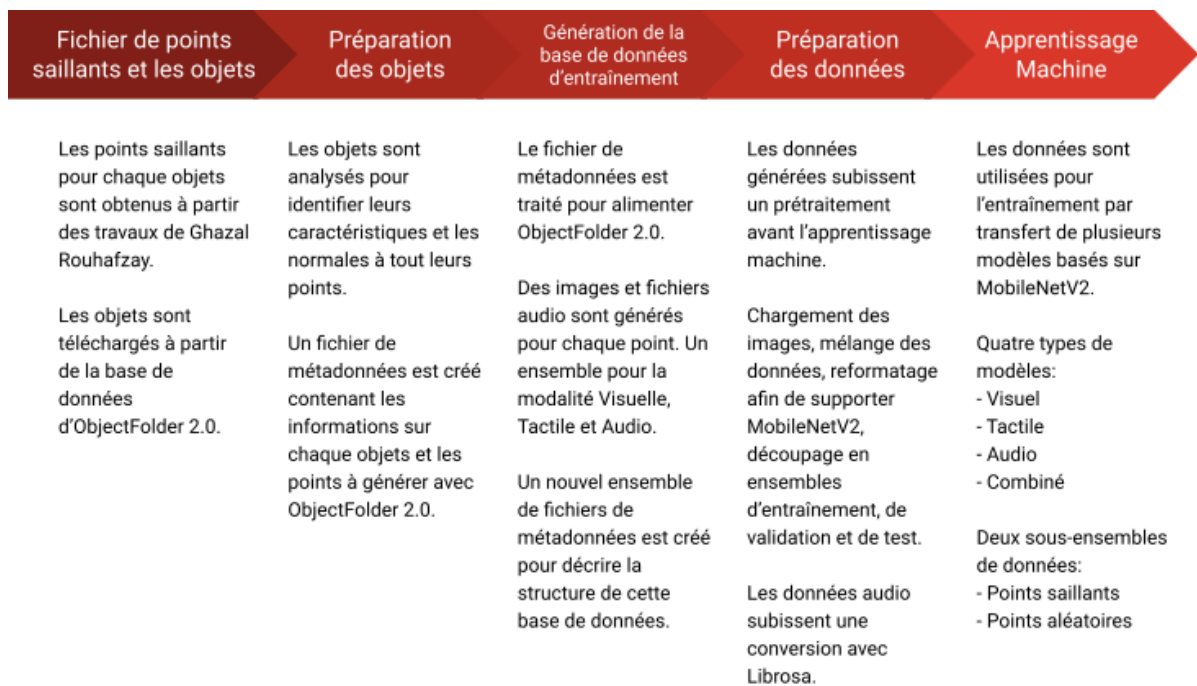 Fichier de points
saillants et les objets
Préparation
des objets
Génération de la
base de données
d'entraînement
Préparation
des données
Apprentissage
Machine
Les points saillants
pour chaque objets
sont obtenus à partir
des travaux de Ghazal
Rouhafzay.
Les objets sont
téléchargés à partir
de la base de
données
d'ObjectFolder 2.0.
Les objets sont
analysés pour
identifier leurs
caractéristiques et les
normales à tout leurs
points.
Un fichier de
métadonnées est créé
contenant les
informations sur
chaque objets et les
points à générer avec
ObjectFolder 2.0.
Le fichier de
métadonnées est
traité pour alimenter
ObjectFolder 2.0.
Des images et fichiers
audio sont générés
pour chaque point. Un
ensemble pour la
modalité Visuelle,
Tactile et Audio.
Un nouvel ensemble
de fichiers de
métadonnées est créé
pour décrire la
structure de cette
base de données.
Les données
générées subissent
un prétraitement
avant l'apprentissage
machine.
Chargement des
images, mélange des
données, reformatage
afin de supporter
MobileNetV2,
découpage en
ensembles
d'entraînement, de
validation et de test.
Les données audio
subissent une
conversion avec
Librosa.
Les données sont
utilisées pour
l'entraînement par
transfert de plusieurs
modèles basés sur
MobileNetV2.
Quatre types de
modèles:
- Visuel
- Tactile
- Audio
- Combiné
Deux sous-ensembles
de données:
- Points saillants
- Points aléatoires